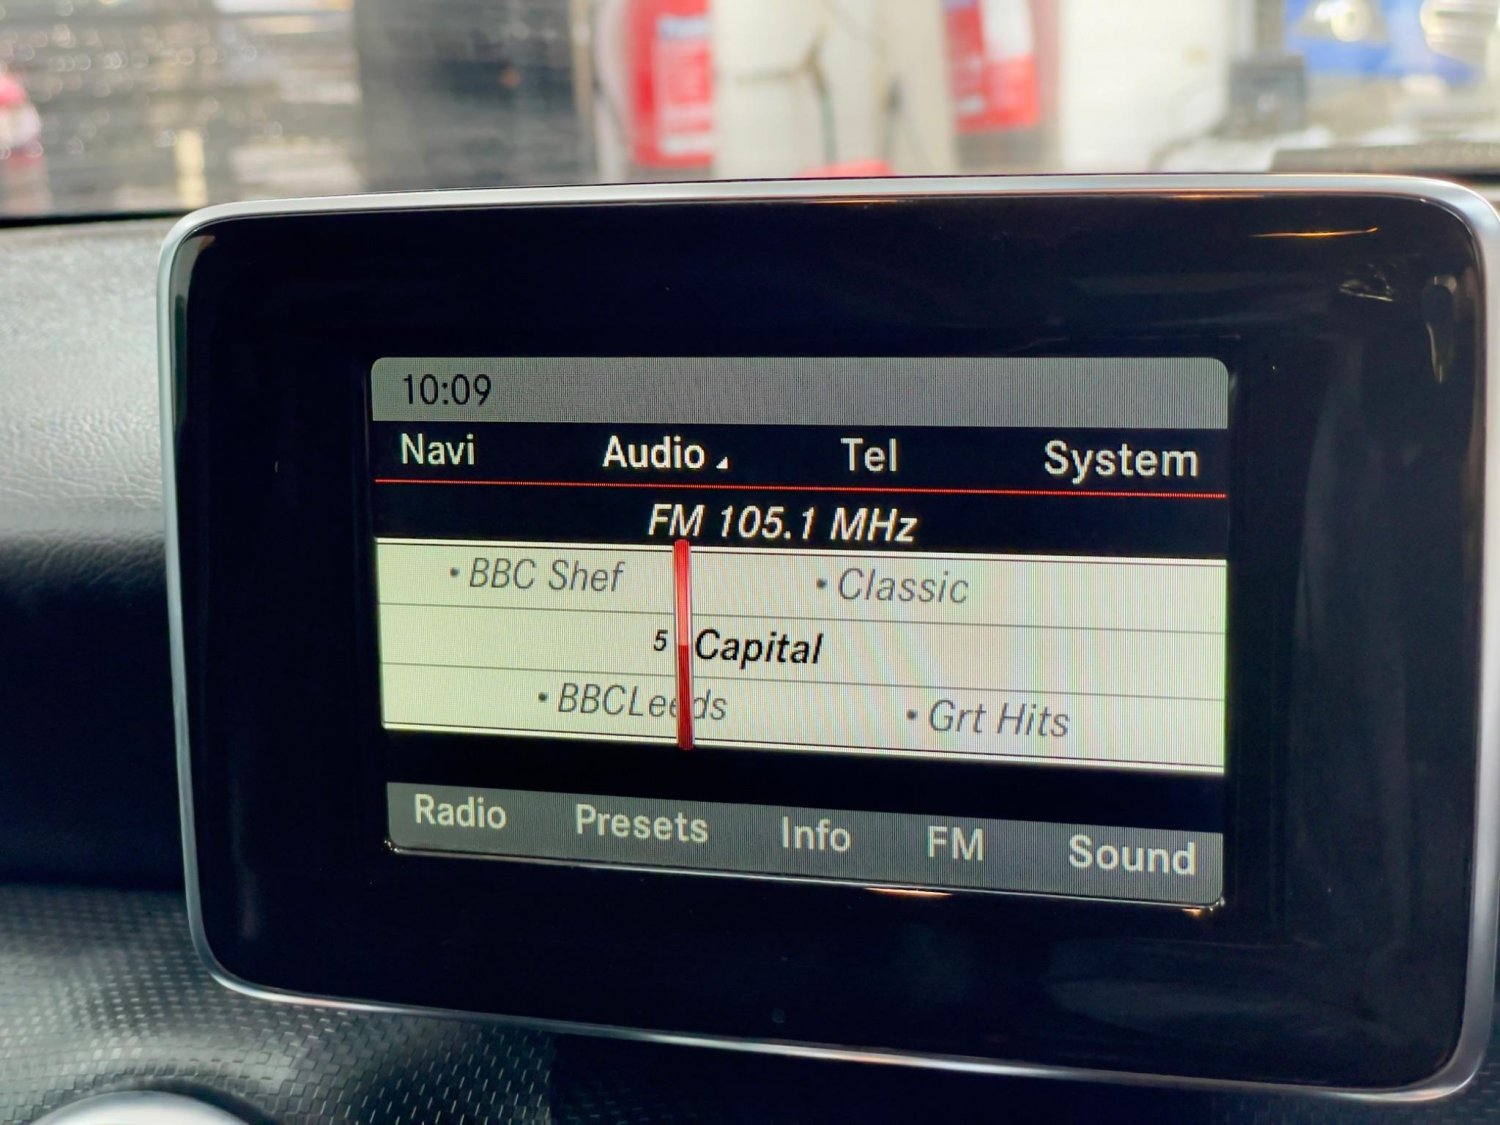 10:09
Navi Audio Tel System
FM 105.1 MHz
• BBC Shef • Classic
5 Capital
• BBCLeeds • Grt Hits
Radio Presets Info FM Sound